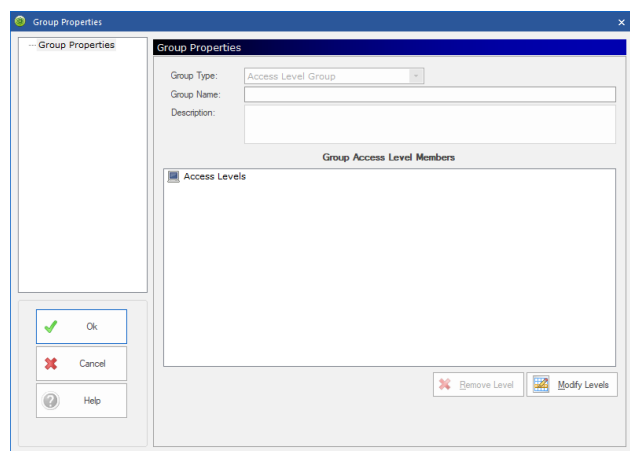 Group Properties
Group Properties
Group Properties
Group Type: Access Level Group
Group Name:
Description:
Group Access Level Members
Access Levels
Ok
Cancel
Help
Remove Level
Modify Levels